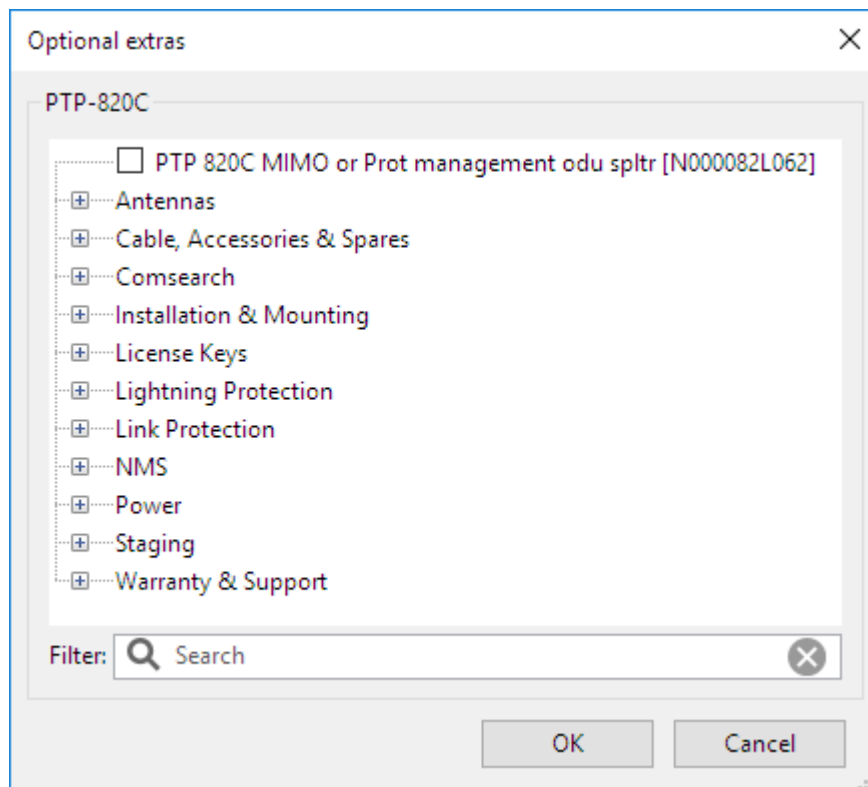 Optional extras
PTP-820C
PTP 820C MIMO or Prot management odu spltr [N000082L062]
Antennas
Cable, Accessories & Spares
Comsearch
Installation & Mounting
License Keys
Lightning Protection
Link Protection
NMS
Power
Staging
Warranty & Support
Filter: Search
OK Cancel